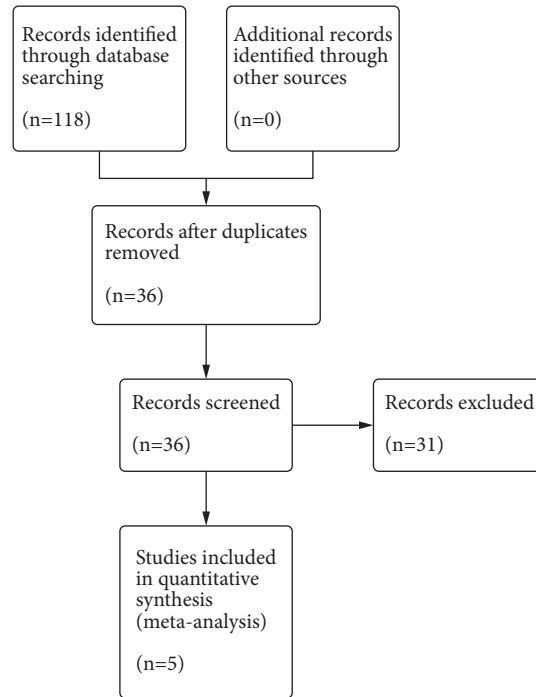 Records identified
through database
searching
(n=118)
Additional records
identified through
other sources
(n=0)
Records after duplicates
removed
(n=36)
Records screened
(n=36)
Records excluded
(n=31)
Studies included
in quantitative
synthesis
(meta-analysis)
(n=5)